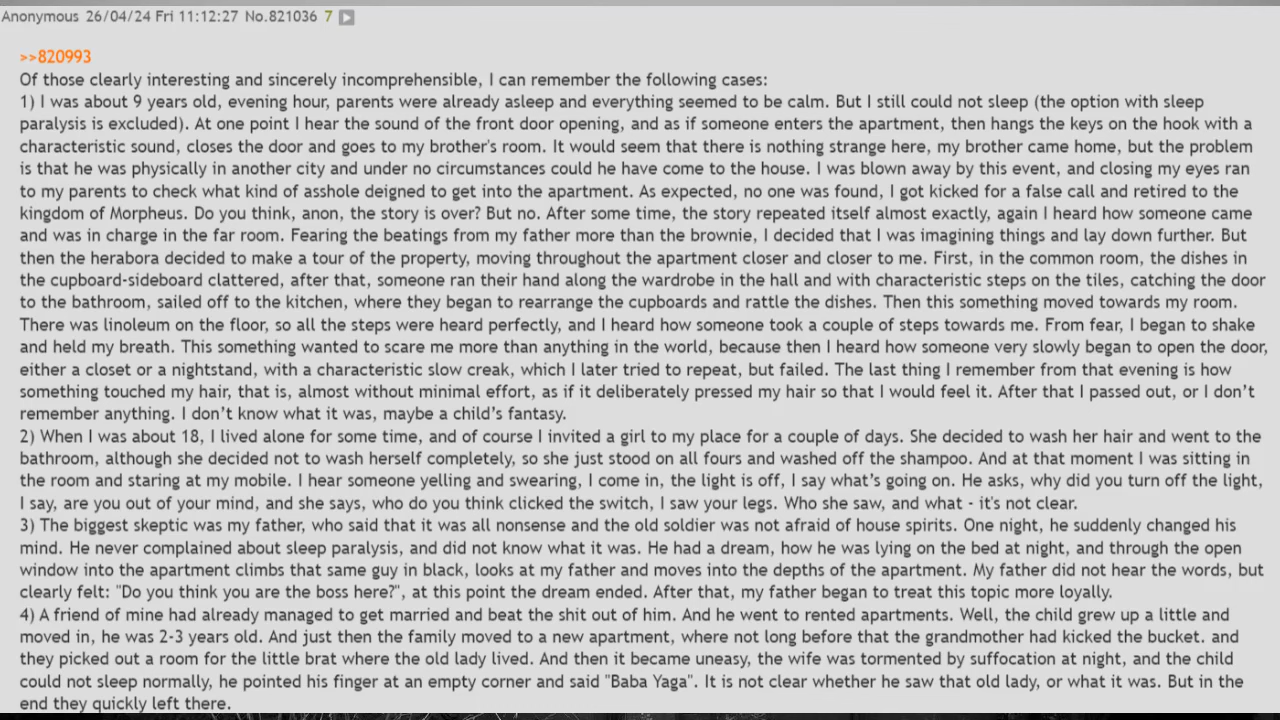 Anonymous 26/04/24 Fri 11:12:27 No.821036 7
>>820993
Of those clearly interesting and sincerely incomprehensible, I can remember the following cases:
1) I was about 9 years old, evening hour, parents were already asleep and everything seemed to be calm. But I still could not sleep (the option with sleep
paralysis is excluded). At one point I hear the sound of the front door opening, and as if someone enters the apartment, then hangs the keys on the hook with a
characteristic sound, closes the door and goes to my brother's room. It would seem that there is nothing strange here, my brother came home, but the problem
is that he was physically in another city and under no circumstances could he have come to the house. I was blown away by this event, and closing my eyes ran
to my parents to check what kind of asshole deigned to get into the apartment. As expected, no one was found, I got kicked for a false call and retired to the
kingdom of Morpheus. Do you think, anon, the story is over? But no. After some time, the story repeated itself almost exactly, again I heard how someone came
and was in charge in the far room. Fearing the beatings from my father more than the brownie, I decided that I was imagining things and lay down further. But
then the herabora decided to make a tour of the property, moving throughout the apartment closer and closer to me. First, in the common room, the dishes in
the cupboard-sideboard clattered, after that, someone ran their hand along the wardrobe in the hall and with characteristic steps on the tiles, catching the door
to the bathroom, sailed off to the kitchen, where they began to rearrange the cupboards and rattle the dishes. Then this something moved towards my room.
There was linoleum on the floor, so all the steps were heard perfectly, and I heard how someone took a couple of steps towards me. From fear, I began to shake
and held my breath. This something wanted to scare me more than anything in the world, because then I heard how someone very slowly began to open the door,
either a closet or a nightstand, with a characteristic slow creak, which I later tried to repeat, but failed. The last thing I remember from that evening is how
something touched my hair, that is, almost without minimal effort, as if it deliberately pressed my hair so that I would feel it. After that I passed out, or I don’t
remember anything. I don’t know what it was, maybe a child’s fantasy.
2) When I was about 18, I lived alone for some time, and of course I invited a girl to my place for a couple of days. She decided to wash her hair and went to the
bathroom, although she decided not to wash herself completely, so she just stood on all fours and washed off the shampoo. And at that moment I was sitting in
the room and staring at my mobile. I hear someone yelling and swearing, I come in, the light is off, I say what’s going on. He asks, why did you turn off the light,
I say, are you out of your mind, and she says, who do you think clicked the switch, I saw your legs. Who she saw, and what - it's not clear.
3) The biggest skeptic was my father, who said that it was all nonsense and the old soldier was not afraid of house spirits. One night, he suddenly changed his
mind. He never complained about sleep paralysis, and did not know what it was. He had a dream, how he was lying on the bed at night, and through the open
window into the apartment climbs that same guy in black, looks at my father and moves into the depths of the apartment. My father did not hear the words, but
clearly felt: "Do you think you are the boss here?", at this point the dream ended. After that, my father began to treat this topic more loyally.
4) A friend of mine had already managed to get married and beat the shit out of him. And he went to rented apartments. Well, the child grew up a little and
moved in, he was 2-3 years old. And just then the family moved to a new apartment, where not long before that the grandmother had kicked the bucket. and
they picked out a room for the little brat where the old lady lived. And then it became uneasy, the wife was tormented by suffocation at night, and the child
could not sleep normally, he pointed his finger at an empty corner and said "Baba Yaga". It is not clear whether he saw that old lady, or what it was. But in the
end they quickly left there.